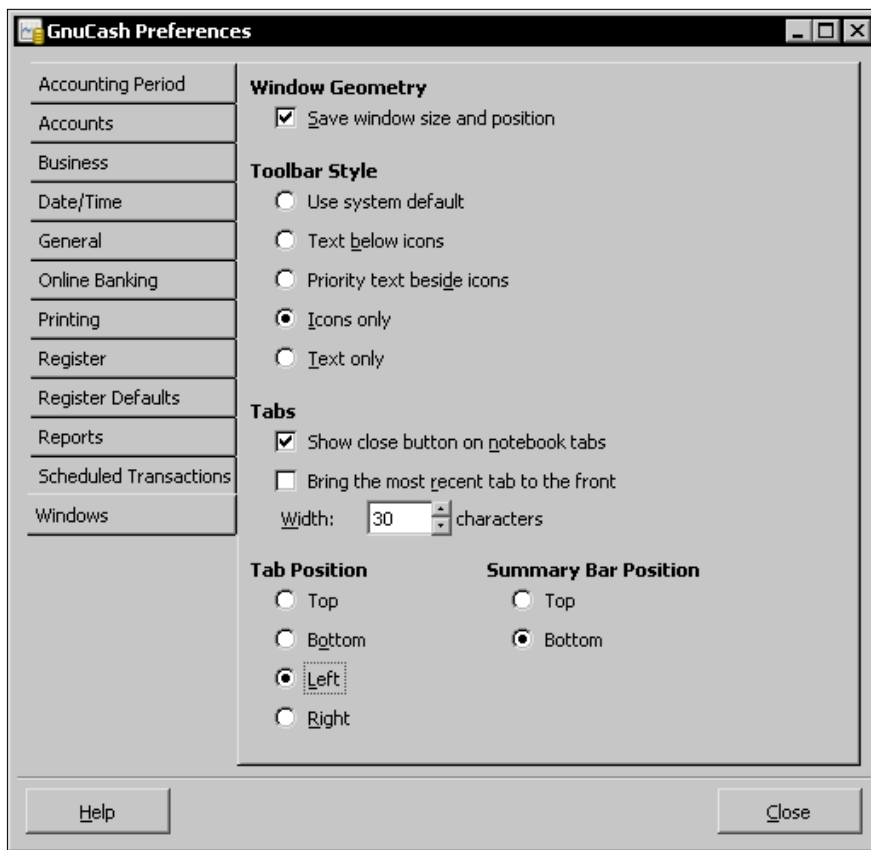 GnuCash Preferences
Accounting Period
Accounts
Business
Date/Time
General
Online Banking
Printing
Register
Register Defaults
Reports
Scheduled Transactions
Windows
Window Geometry
Save window size and position
Toolbar Style
Use system default
Text below icons
Priority text beside icons
Icons only
Text only
Tabs
Show close button on notebook tabs
Bring the most recent tab to the front
Width: 30 characters
Tab Position
Top
Bottom
Left
Right
Summary Bar Position
Top
Bottom
Help
Close